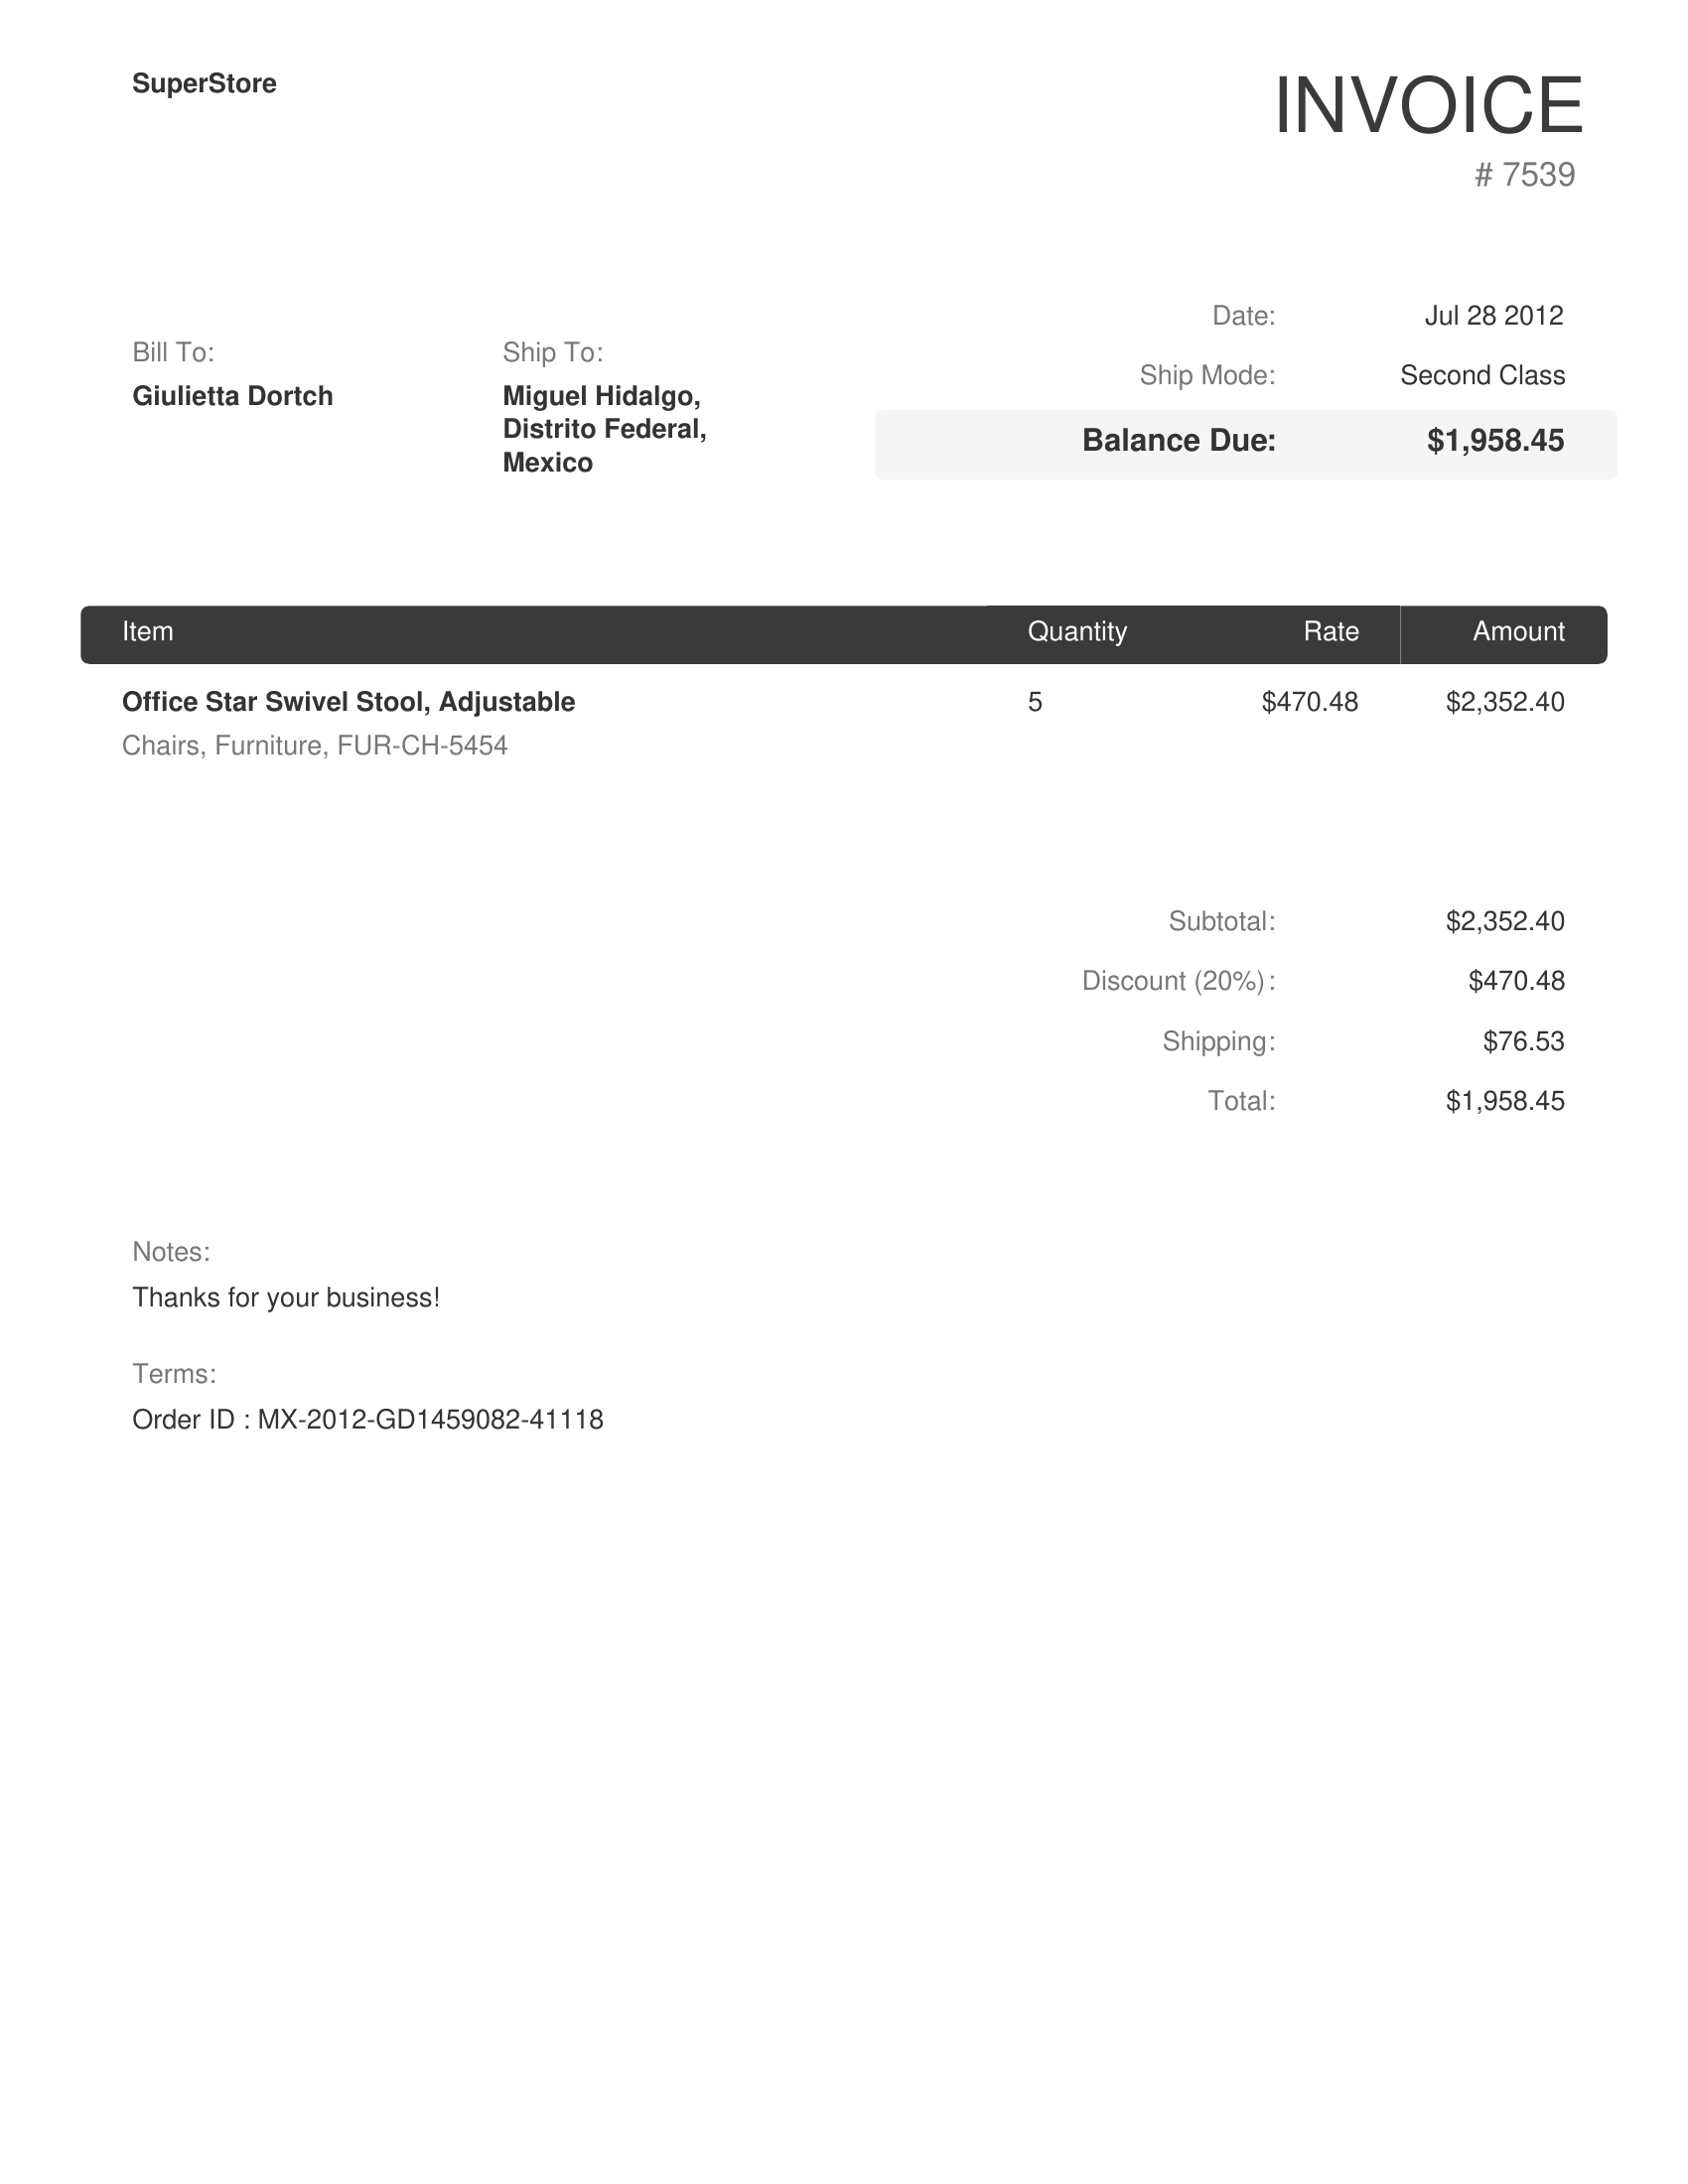 SuperStore
INVOICE
# 7539
Date: Jul 28 2012
Ship Mode: Second Class
Balance Due: $1,958.45
Bill To:
Giulietta Dortch
Ship To:
Miguel Hidalgo,
Distrito Federal,
Mexico
Item Quantity Rate Amount
Office Star Swivel Stool, Adjustable 5 $470.48 $2,352.40
Chairs, Furniture, FUR-CH-5454
Subtotal: $2,352.40
Discount (20%): $470.48
Shipping: $76.53
Total: $1,958.45
Notes:
Thanks for your business!
Terms:
Order ID : MX-2012-GD1459082-41118